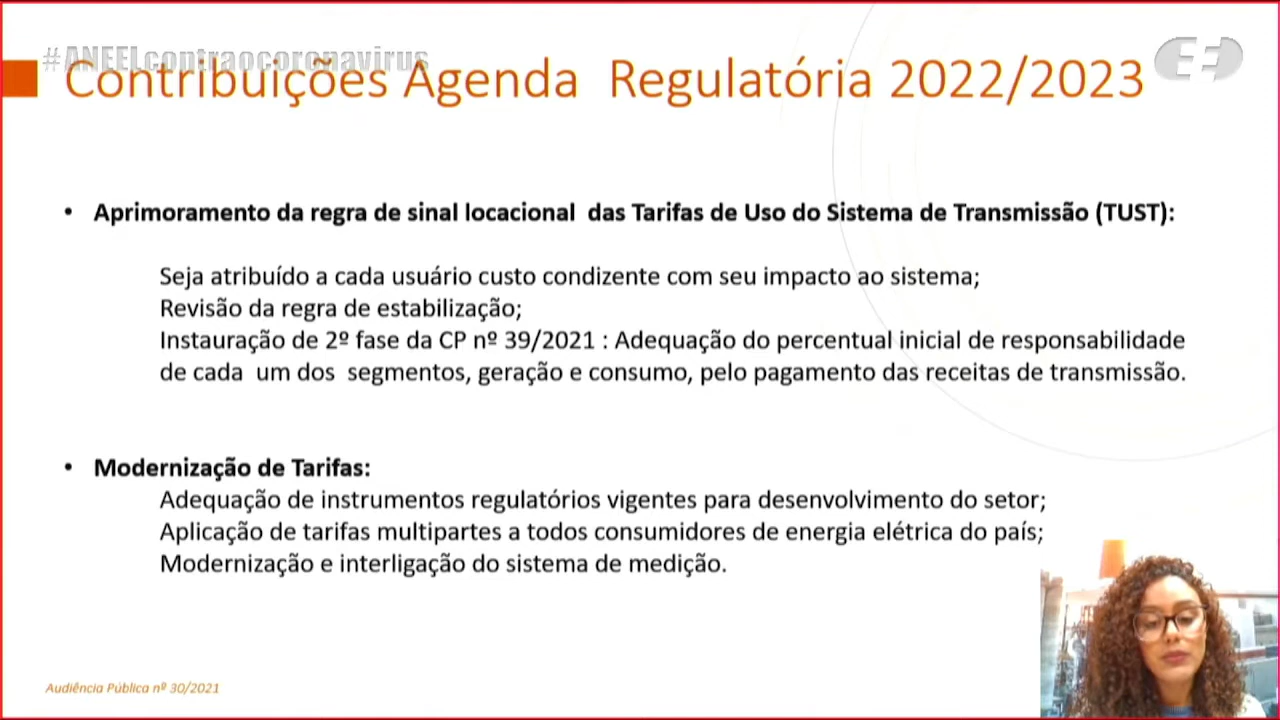 #ANEELcontraocoronavirus
Contribuições Agenda Regulatória 2022/2023
• Aprimoramento da regra de sinal locacional das Tarifas de Uso do Sistema de Transmissão (TUST):
Seja atribuído a cada usuário custo condizente com seu impacto ao sistema;
Revisão da regra de estabilização;
Instauração de 2º fase da CP nº 39/2021 : Adequação do percentual inicial de responsabilidade
de cada um dos segmentos, geração e consumo, pelo pagamento das receitas de transmissão.
• Modernização de Tarifas:
Adequação de instrumentos regulatórios vigentes para desenvolvimento do setor;
Aplicação de tarifas multipartes a todos consumidores de energia elétrica do país;
Modernização e interligação do sistema de medição.
Audiência Pública nº 30/2021